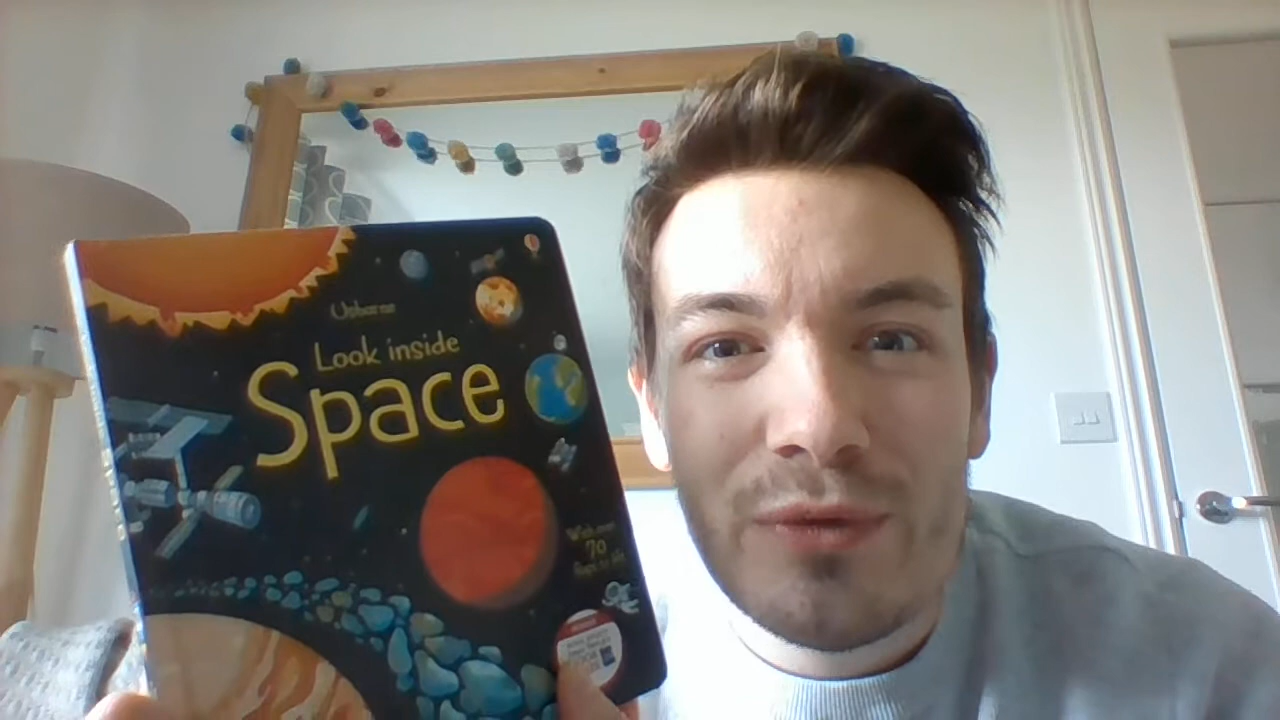 Usborne
Look inside
Space
With over
70
flaps to lift